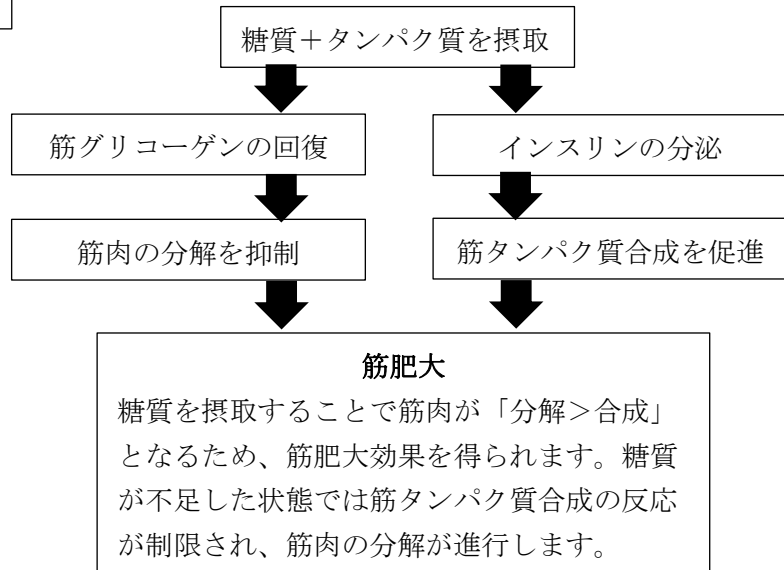 糖質＋タンパク質を摂取
筋グリコーゲンの回復
インスリンの分泌
筋肉の分解を抑制
筋タンパク質合成を促進
筋肥大
糖質を摂取することで筋肉が「分解＞合成」
となるため、筋肥大効果を得られます。糖質
が不足した状態では筋タンパク質合成の反応
が制限され、筋肉の分解が進行します。